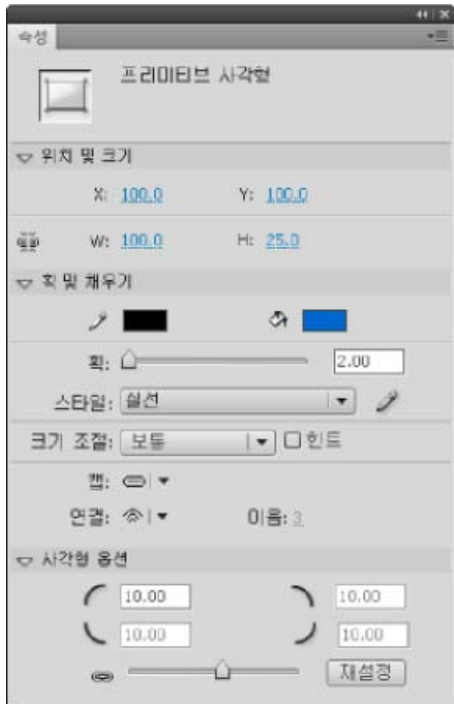 속성
프리미티브 사각형
위치 및 크기
X: 100.0 Y: 100.0
W: 100.0 H: 25.0
획 및 채우기
획: 2.00
스타일: 실선
크기 조절: 보통 힌트
캡:
연결: 이음: 3
사각형 옵션
10.00 10.00
10.00 10.00
재설정